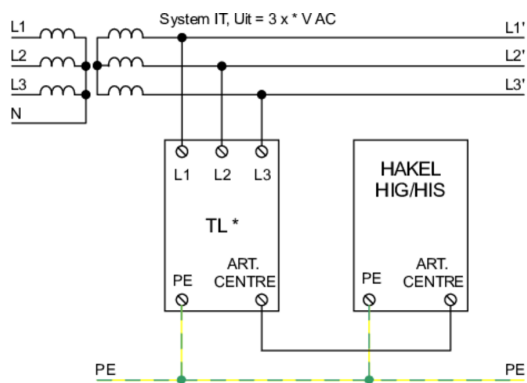 System IT, Uit = 3 x * V AC
L1
L1'
L2
L2'
L3
L3'
N
L1 L2 L3
HAKEL
HIG/HIS
TL *
PE
ART.
CENTRE
PE
ART.
CENTRE
PE
PE